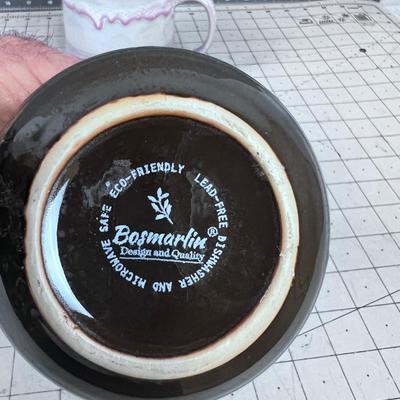 ECO-FRIENDLY LEAD-FREE DISHWASHER AND MICROWAVE SAFE
Bosmarlin®
Design and Quality